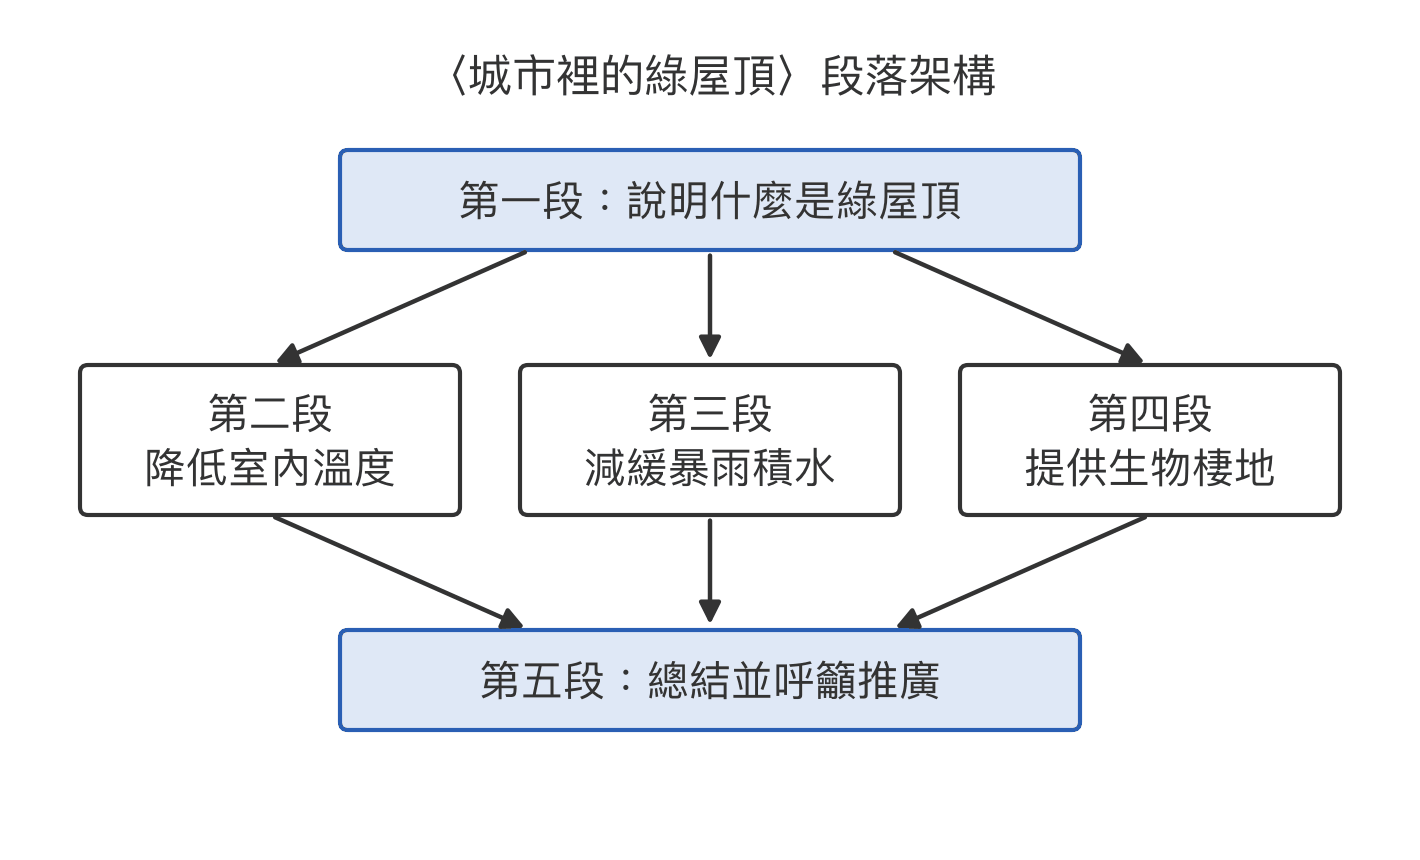 〈城市裡的綠屋頂〉段落架構
第一段：說明什麼是綠屋頂
第二段
降低室內溫度
第三段
減緩暴雨積水
第四段
提供生物棲地
第五段：總結並呼籲推廣